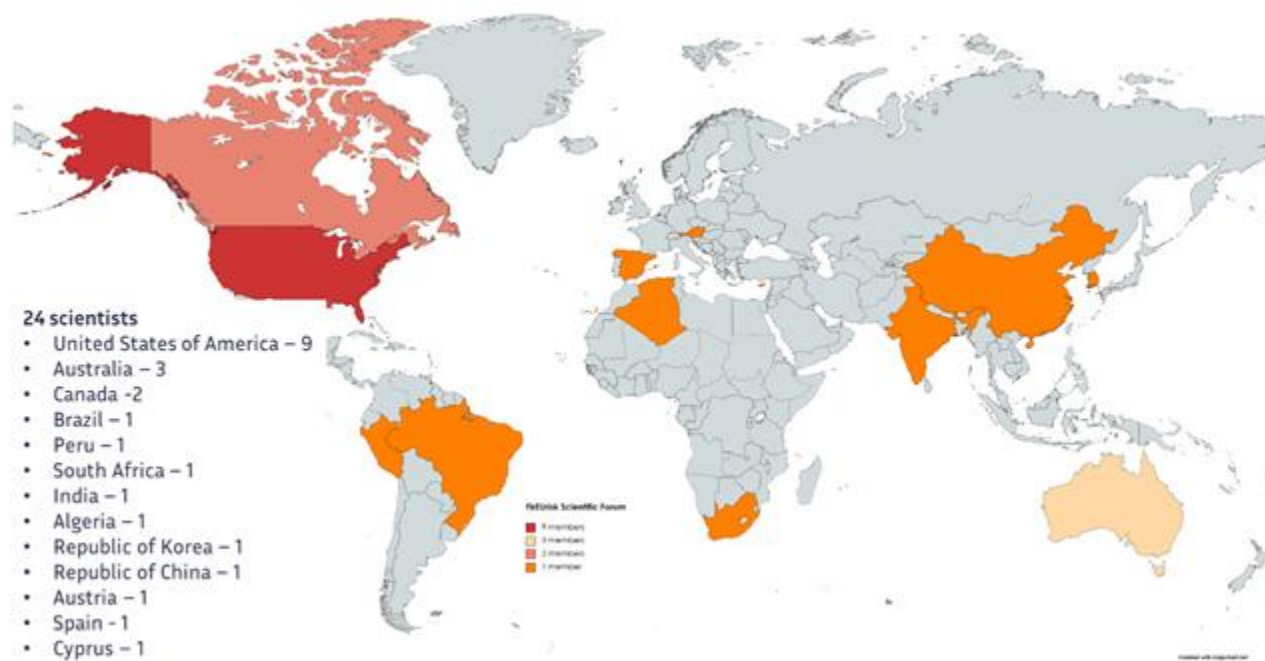 24 scientists
• United States of America – 9
• Australia – 3
• Canada -2
• Brazil – 1
• Peru – 1
• South Africa – 1
• India – 1
• Algeria – 1
• Republic of Korea – 1
• Republic of China – 1
• Austria – 1
• Spain - 1
• Cyprus – 1
Scientific Forum
9 members
3 members
2 members
1 member